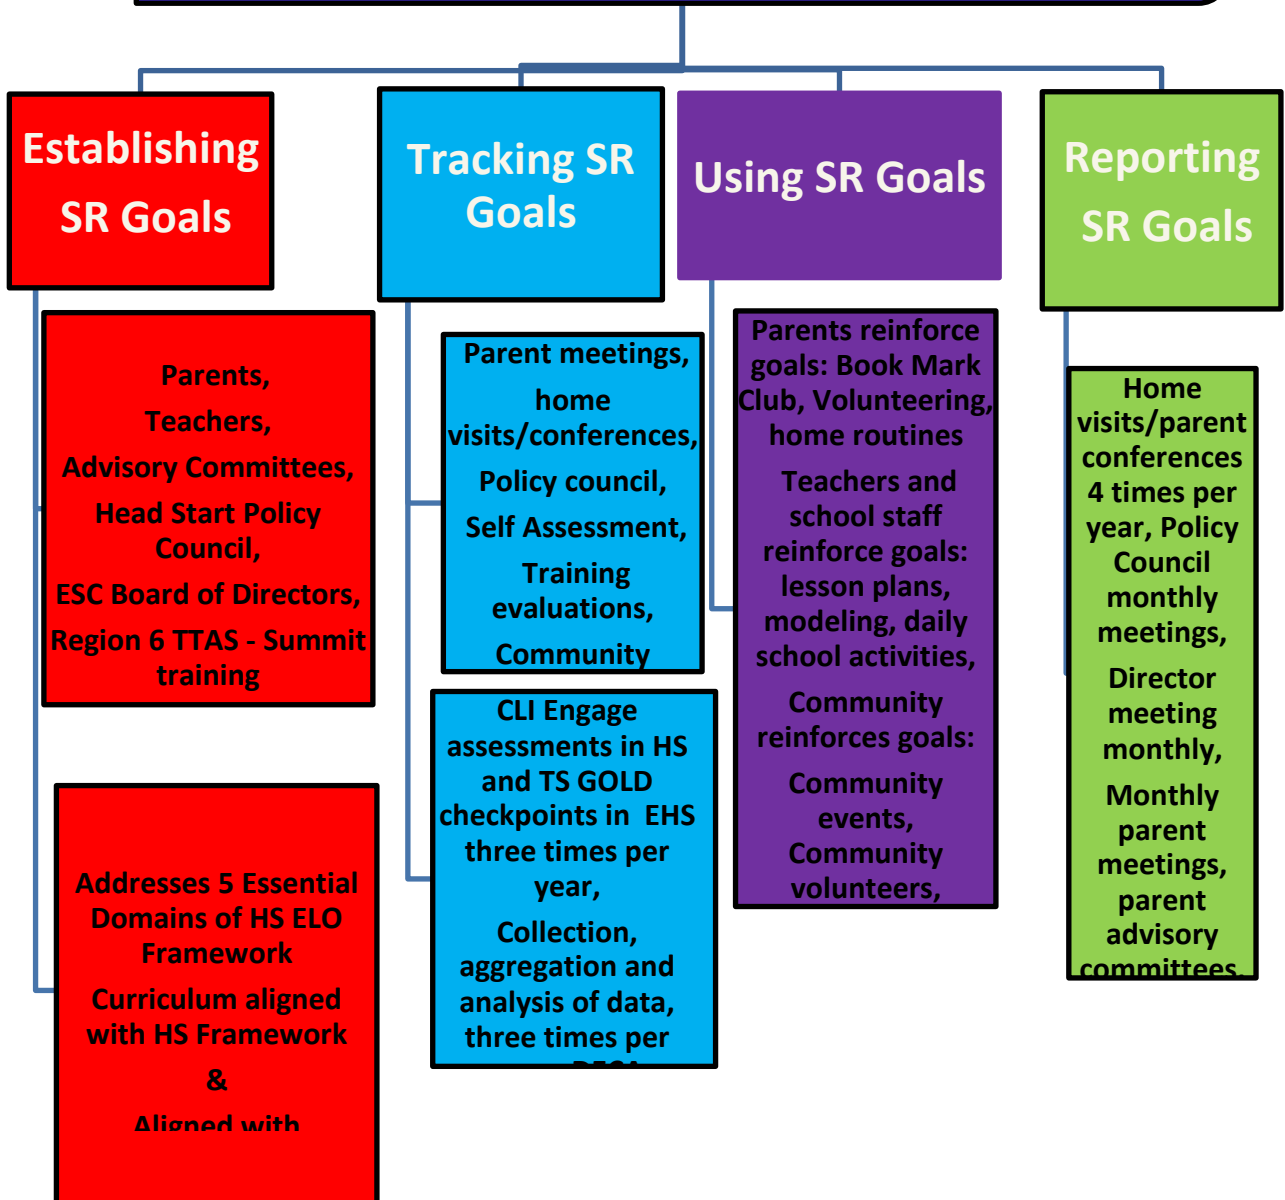 Establishing
SR Goals
Parents,
Teachers,
Advisory Committees,
Head Start Policy
Council,
ESC Board of Directors,
Region 6 TTAS - Summit
training
Addresses 5 Essential
Domains of HS ELO
Framework
Curriculum aligned
with HS Framework
&
Aligned with
Tracking SR
Goals
Parent meetings,
home
visits/conferences,
Policy council,
Self Assessment,
Training
evaluations,
Community
CLI Engage
assessments in HS
and TS GOLD
checkpoints in EHS
three times per
year,
Collection,
aggregation and
analysis of data,
three times per
Using SR Goals
Parents reinforce
goals: Book Mark
Club, Volunteering,
home routines
Teachers and
school staff
reinforce goals:
lesson plans,
modeling, daily
school activities,
Community
reinforces goals:
Community
events,
Community
volunteers,
Reporting
SR Goals
Home
visits/parent
conferences
4 times per
year, Policy
Council
monthly
meetings,
Director
meeting
monthly,
Monthly
parent
meetings,
parent
advisory
committees,